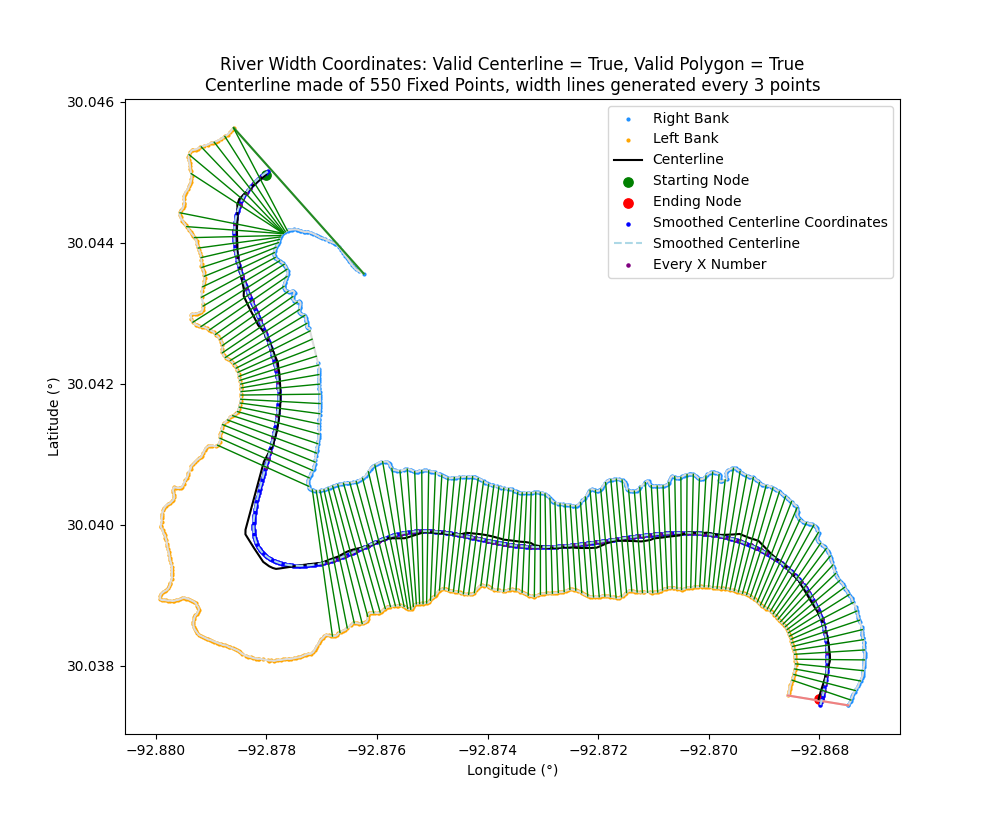 River Width Coordinates: Valid Centerline = True, Valid Polygon = True
Centerline made of 550 Fixed Points, width lines generated every 3 points
Right Bank
Left Bank
Centerline
Starting Node
Ending Node
Smoothed Centerline Coordinates
Smoothed Centerline
Every X Number
30.046
30.044
30.042
30.040
30.038
Latitude (°)
−92.880
−92.878
−92.876
−92.874
−92.872
−92.870
−92.868
Longitude (°)